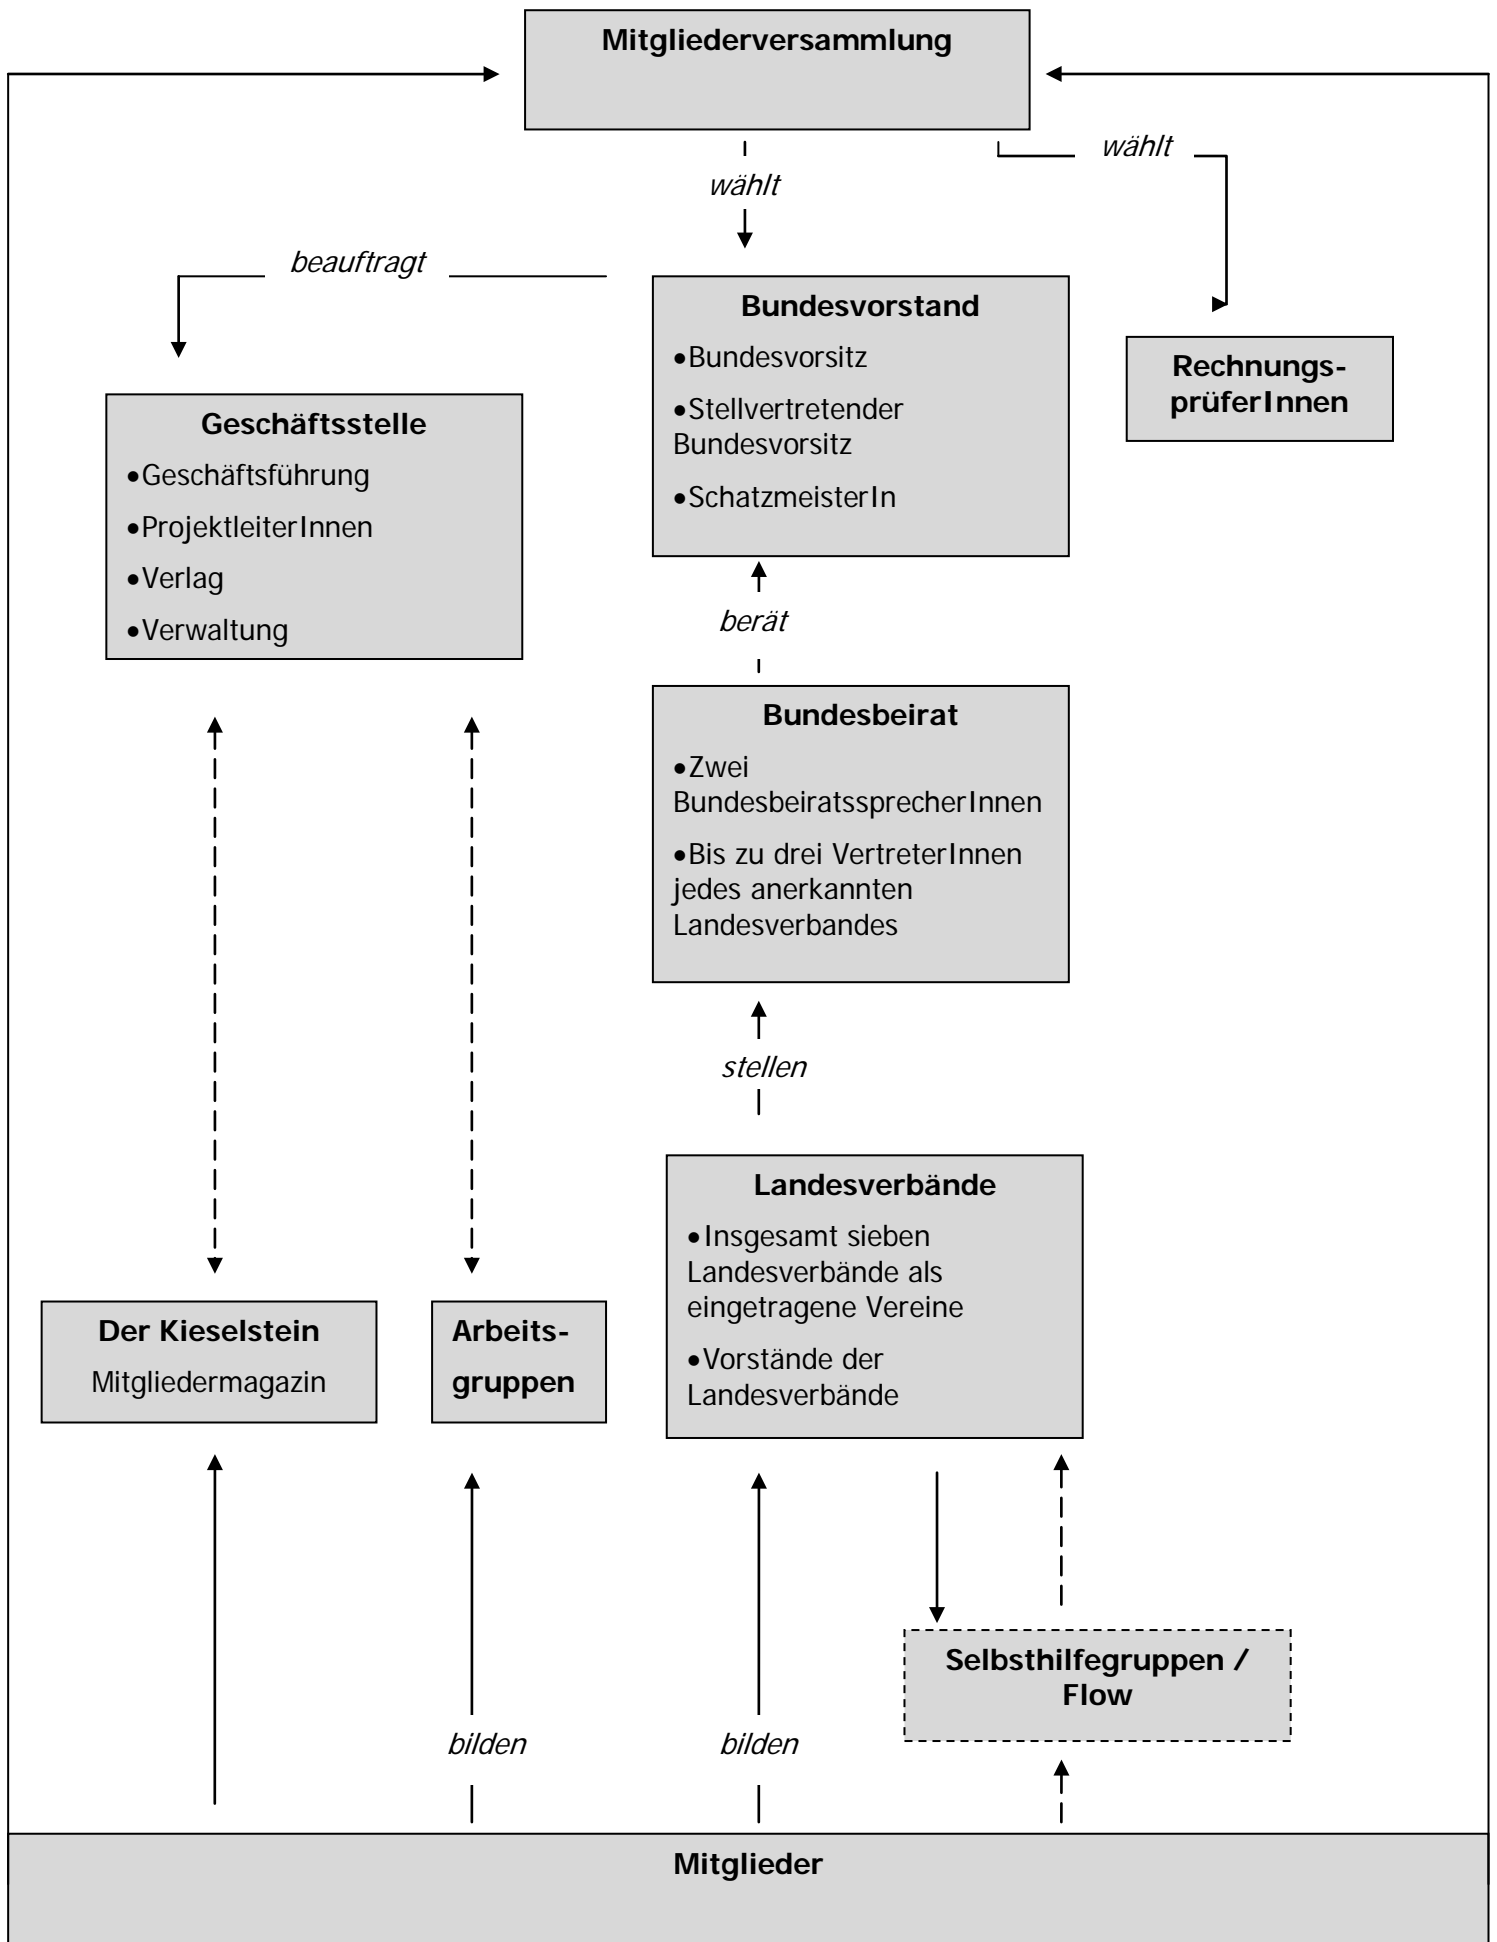 Mitgliederversammlung
wählt
wählt
beauftragt
Bundesvorstand
•Bundesvorsitz
•Stellvertretender
Bundesvorsitz
•SchatzmeisterIn
Rechnungs-
prüferInnen
Geschäftsstelle
•Geschäftsführung
•ProjektleiterInnen
•Verlag
•Verwaltung
berät
Bundesbeirat
•Zwei
BundesbeiratssprecherInnen
•Bis zu drei VertreterInnen
jedes anerkannten
Landesverbandes
stellen
Landesverbände
•Insgesamt sieben
Landesverbände als
eingetragene Vereine
•Vorstände der
Landesverbände
Der Kieselstein
Mitgliedermagazin
Arbeits-
gruppen
Selbsthilfegruppen /
Flow
bilden
bilden
Mitglieder